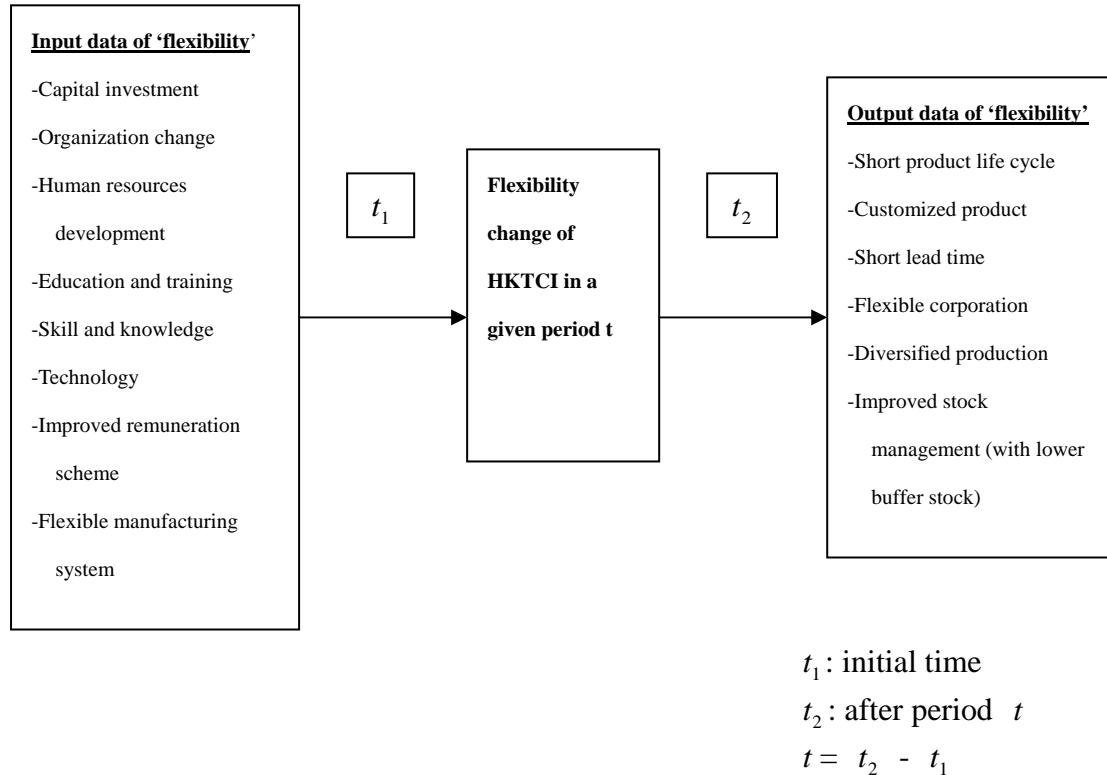 Input data of ‘flexibility’
-Capital investment
-Organization change
-Human resources
development
-Education and training
-Skill and knowledge
-Technology
-Improved remuneration
scheme
-Flexible manufacturing
system
t₁
Flexibility
change of
HKTCI in a
given period t
t₂
Output data of ‘flexibility’
-Short product life cycle
-Customized product
-Short lead time
-Flexible corporation
-Diversified production
-Improved stock
management (with lower
buffer stock)
t₁ : initial time
t₂ : after period t
t = t₂ - t₁